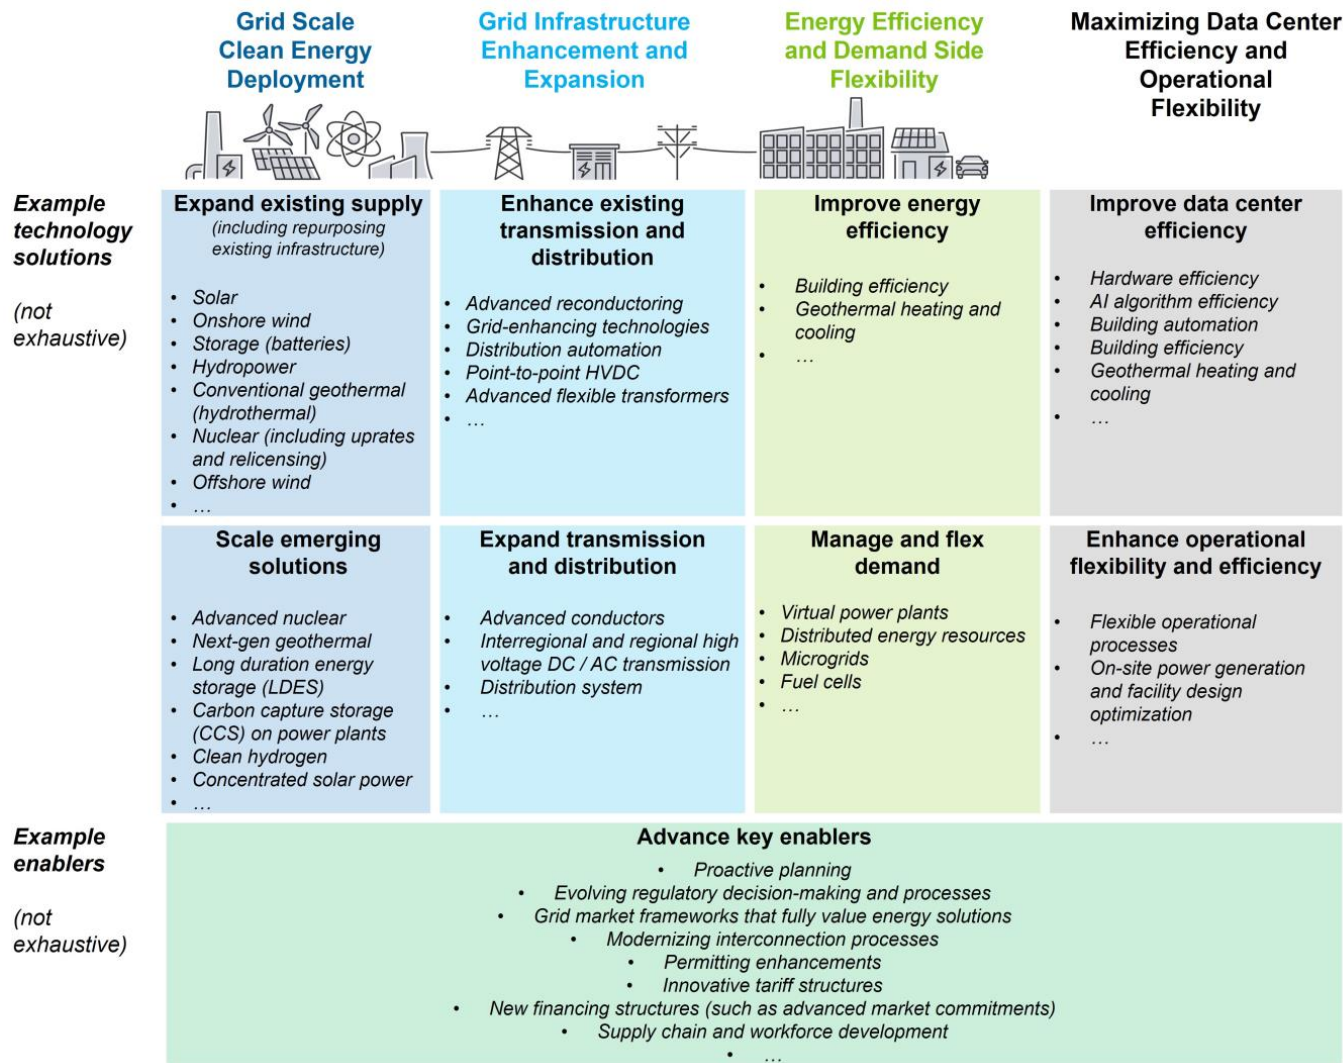 Grid Scale
Clean Energy
Deployment
Grid Infrastructure
Enhancement and
Expansion
Energy Efficiency
and Demand Side
Flexibility
Maximizing Data Center
Efficiency and
Operational
Flexibility
Example
technology
solutions
(not
exhaustive)
Expand existing supply
(including repurposing
existing infrastructure)
• Solar
• Onshore wind
• Storage (batteries)
• Hydropower
• Conventional geothermal
(hydrothermal)
• Nuclear (including uprates
and relicensing)
• Offshore wind
• …
Enhance existing
transmission and
distribution
• Advanced reconductoring
• Grid-enhancing technologies
• Distribution automation
• Point-to-point HVDC
• Advanced flexible transformers
• …
Improve energy
efficiency
• Building efficiency
• Geothermal heating and
cooling
• …
Improve data center
efficiency
• Hardware efficiency
• AI algorithm efficiency
• Building automation
• Building efficiency
• Geothermal heating and
cooling
• …
Scale emerging
solutions
• Advanced nuclear
• Next-gen geothermal
• Long duration energy
storage (LDES)
• Carbon capture storage
(CCS) on power plants
• Clean hydrogen
• Concentrated solar power
• …
Expand transmission
and distribution
• Advanced conductors
• Interregional and regional high
voltage DC / AC transmission
• Distribution system
• …
Manage and flex
demand
• Virtual power plants
• Distributed energy resources
• Microgrids
• Fuel cells
• …
Enhance operational
flexibility and efficiency
• Flexible operational
processes
• On-site power generation
and facility design
optimization
• …
Example
enablers
(not
exhaustive)
Advance key enablers
• Proactive planning
• Evolving regulatory decision-making and processes
• Grid market frameworks that fully value energy solutions
• Modernizing interconnection processes
• Permitting enhancements
• Innovative tariff structures
• New financing structures (such as advanced market commitments)
• Supply chain and workforce development
• …